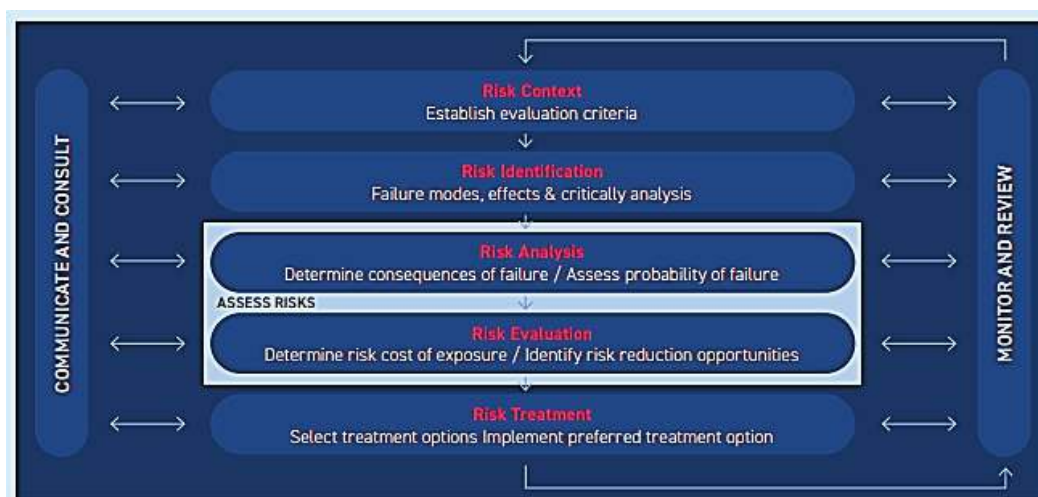 COMMUNICATE AND CONSULT
Risk Context
Establish evaluation criteria
Risk Identification
Failure modes, effects & critically analysis
Risk Analysis
Determine consequences of failure / Assess probability of failure
ASSESS RISKS
Risk Evaluation
Determine risk cost of exposure / Identify risk reduction opportunities
Risk Treatment
Select treatment options Implement preferred treatment option
MONITOR AND REVIEW